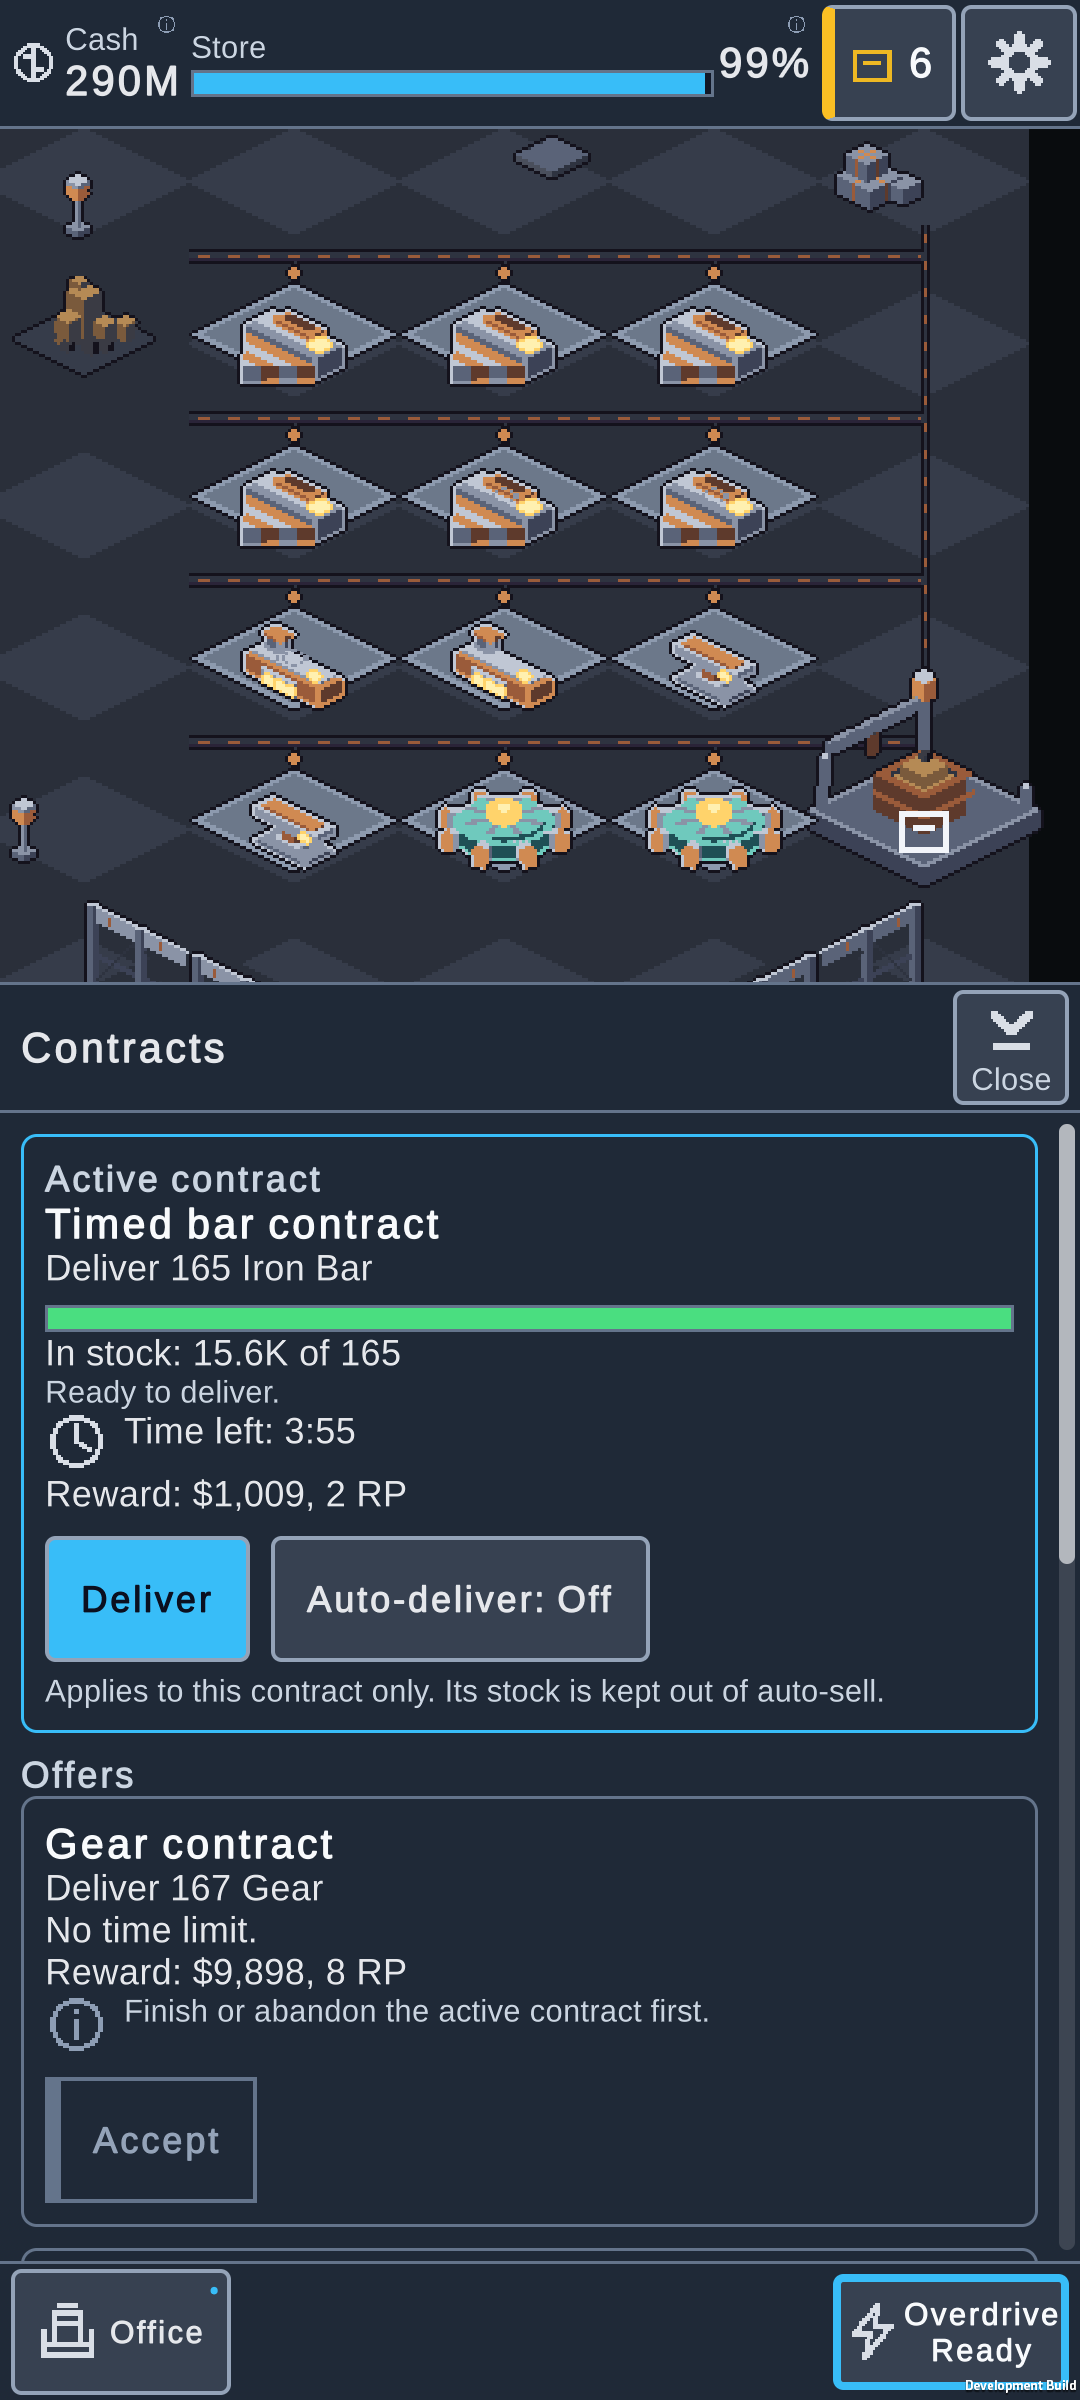 Cash
290M
Store
99%
6
Contracts
Close
Active contract
Timed bar contract
Deliver 165 Iron Bar
In stock: 15.6K of 165
Ready to deliver.
Time left: 3:55
Reward: $1,009, 2 RP
Deliver
Auto-deliver: Off
Applies to this contract only. Its stock is kept out of auto-sell.
Offers
Gear contract
Deliver 167 Gear
No time limit.
Reward: $9,898, 8 RP
Finish or abandon the active contract first.
Accept
Office
Overdrive
Ready
Development Build